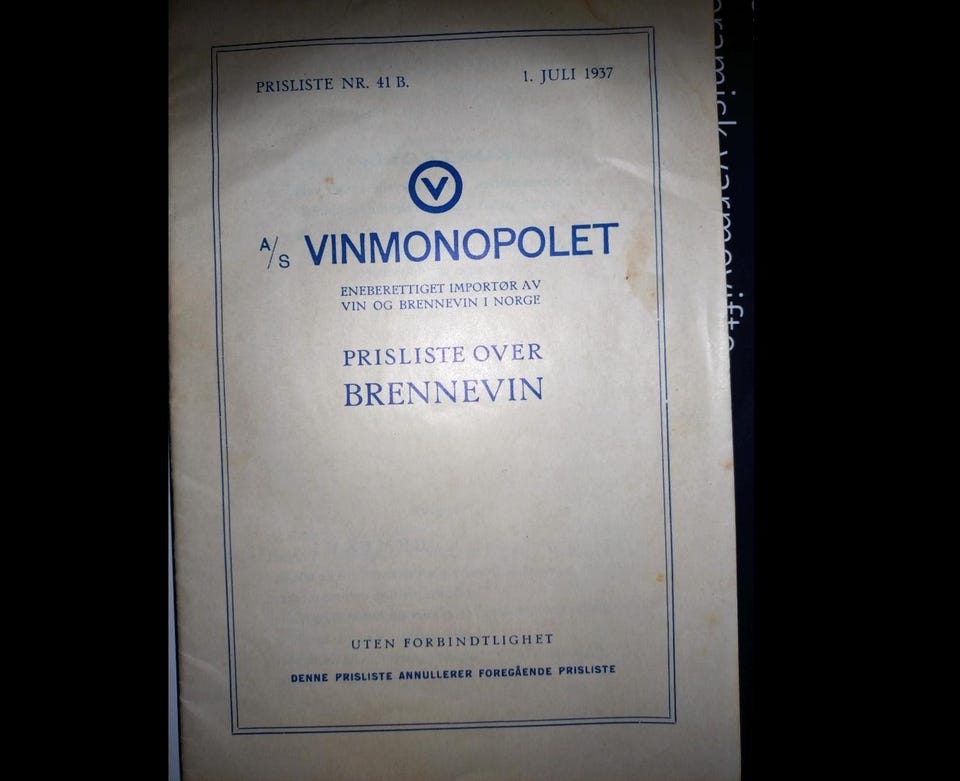 PRISLISTE NR. 41 B. 1. JULI 1937
V
A/S VINMONOPOLET
ENEBERETTIGET IMPORTØR AV
VIN OG BRENNEVIN I NORGE
PRISLISTE OVER
BRENNEVIN
UTEN FORBINDTLIGHET
DENNE PRISLISTE ANNULLERER FOREGÅENDE PRISLISTE